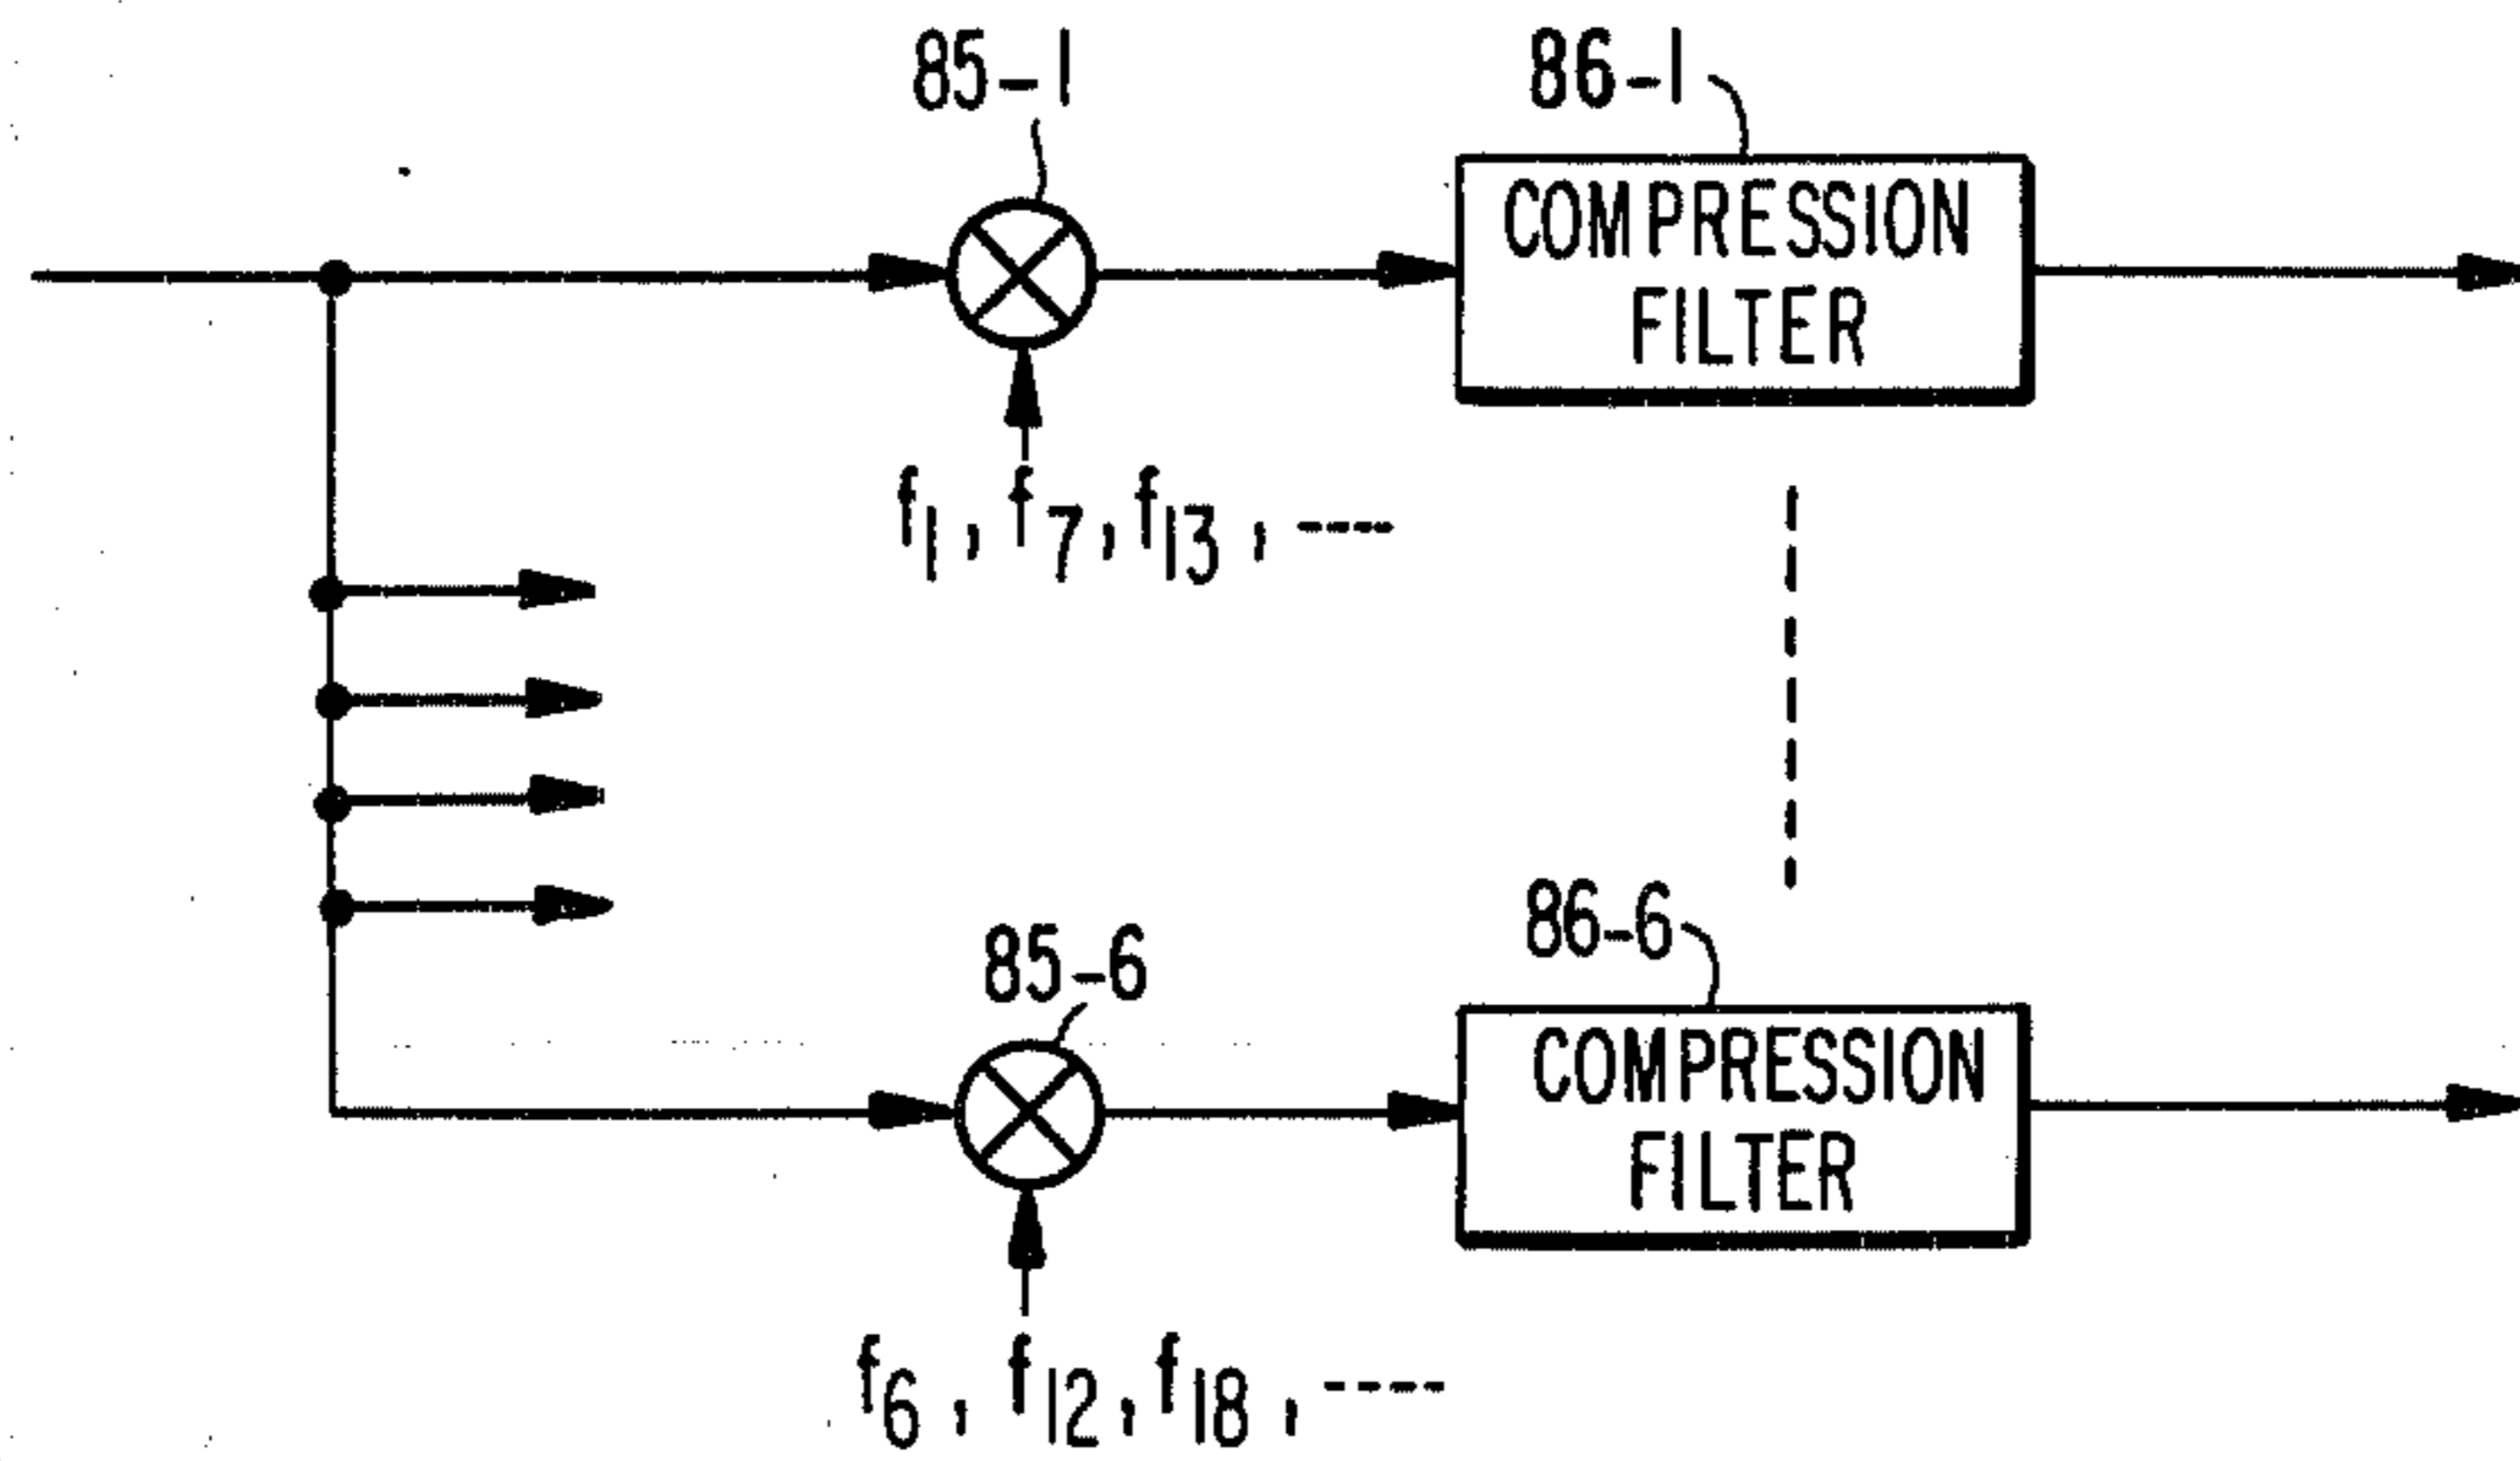 85-1
86-1
COMPRESSION
FILTER
f1, f7, f13, ----
85-6
86-6
COMPRESSION
FILTER
f6, f12, f18, ----